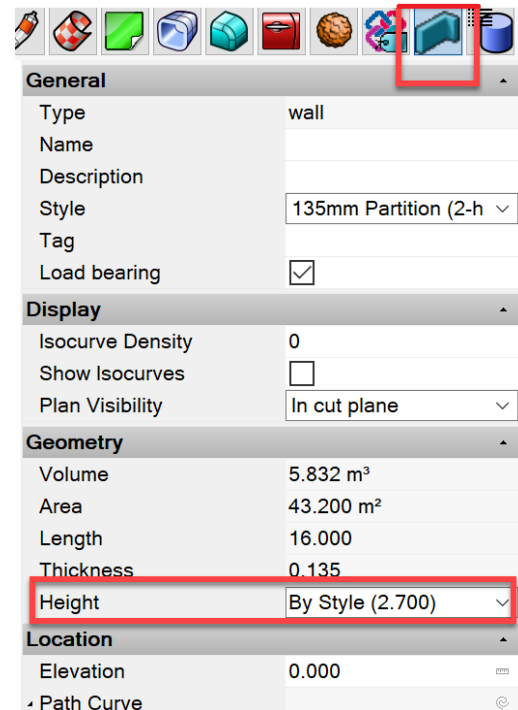 General
Type wall
Name
Description
Style 135mm Partition (2-h
Tag
Load bearing
Display
Isocurve Density 0
Show Isocurves
Plan Visibility In cut plane
Geometry
Volume 5.832 m³
Area 43.200 m²
Length 16.000
Thickness 0.135
Height By Style (2.700)
Location
Elevation 0.000
Path Curve